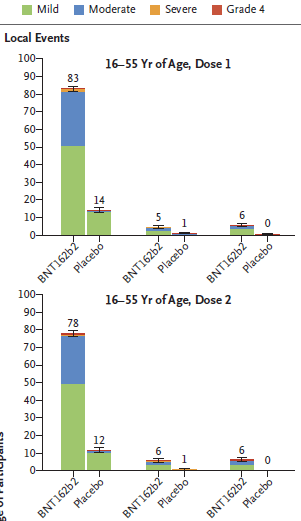 Mild Moderate Severe Grade 4
Local Events
16–55 Yr of Age, Dose 1
100
90
80
70
60
50
40
30
20
10
0
83
14
5
1
6
0
BNT162b2
Placebo
BNT162b2
Placebo
BNT162b2
Placebo
16–55 Yr of Age, Dose 2
100
90
80
70
60
50
40
30
20
10
0
78
12
6
1
6
0
BNT162b2
Placebo
BNT162b2
Placebo
BNT162b2
Placebo